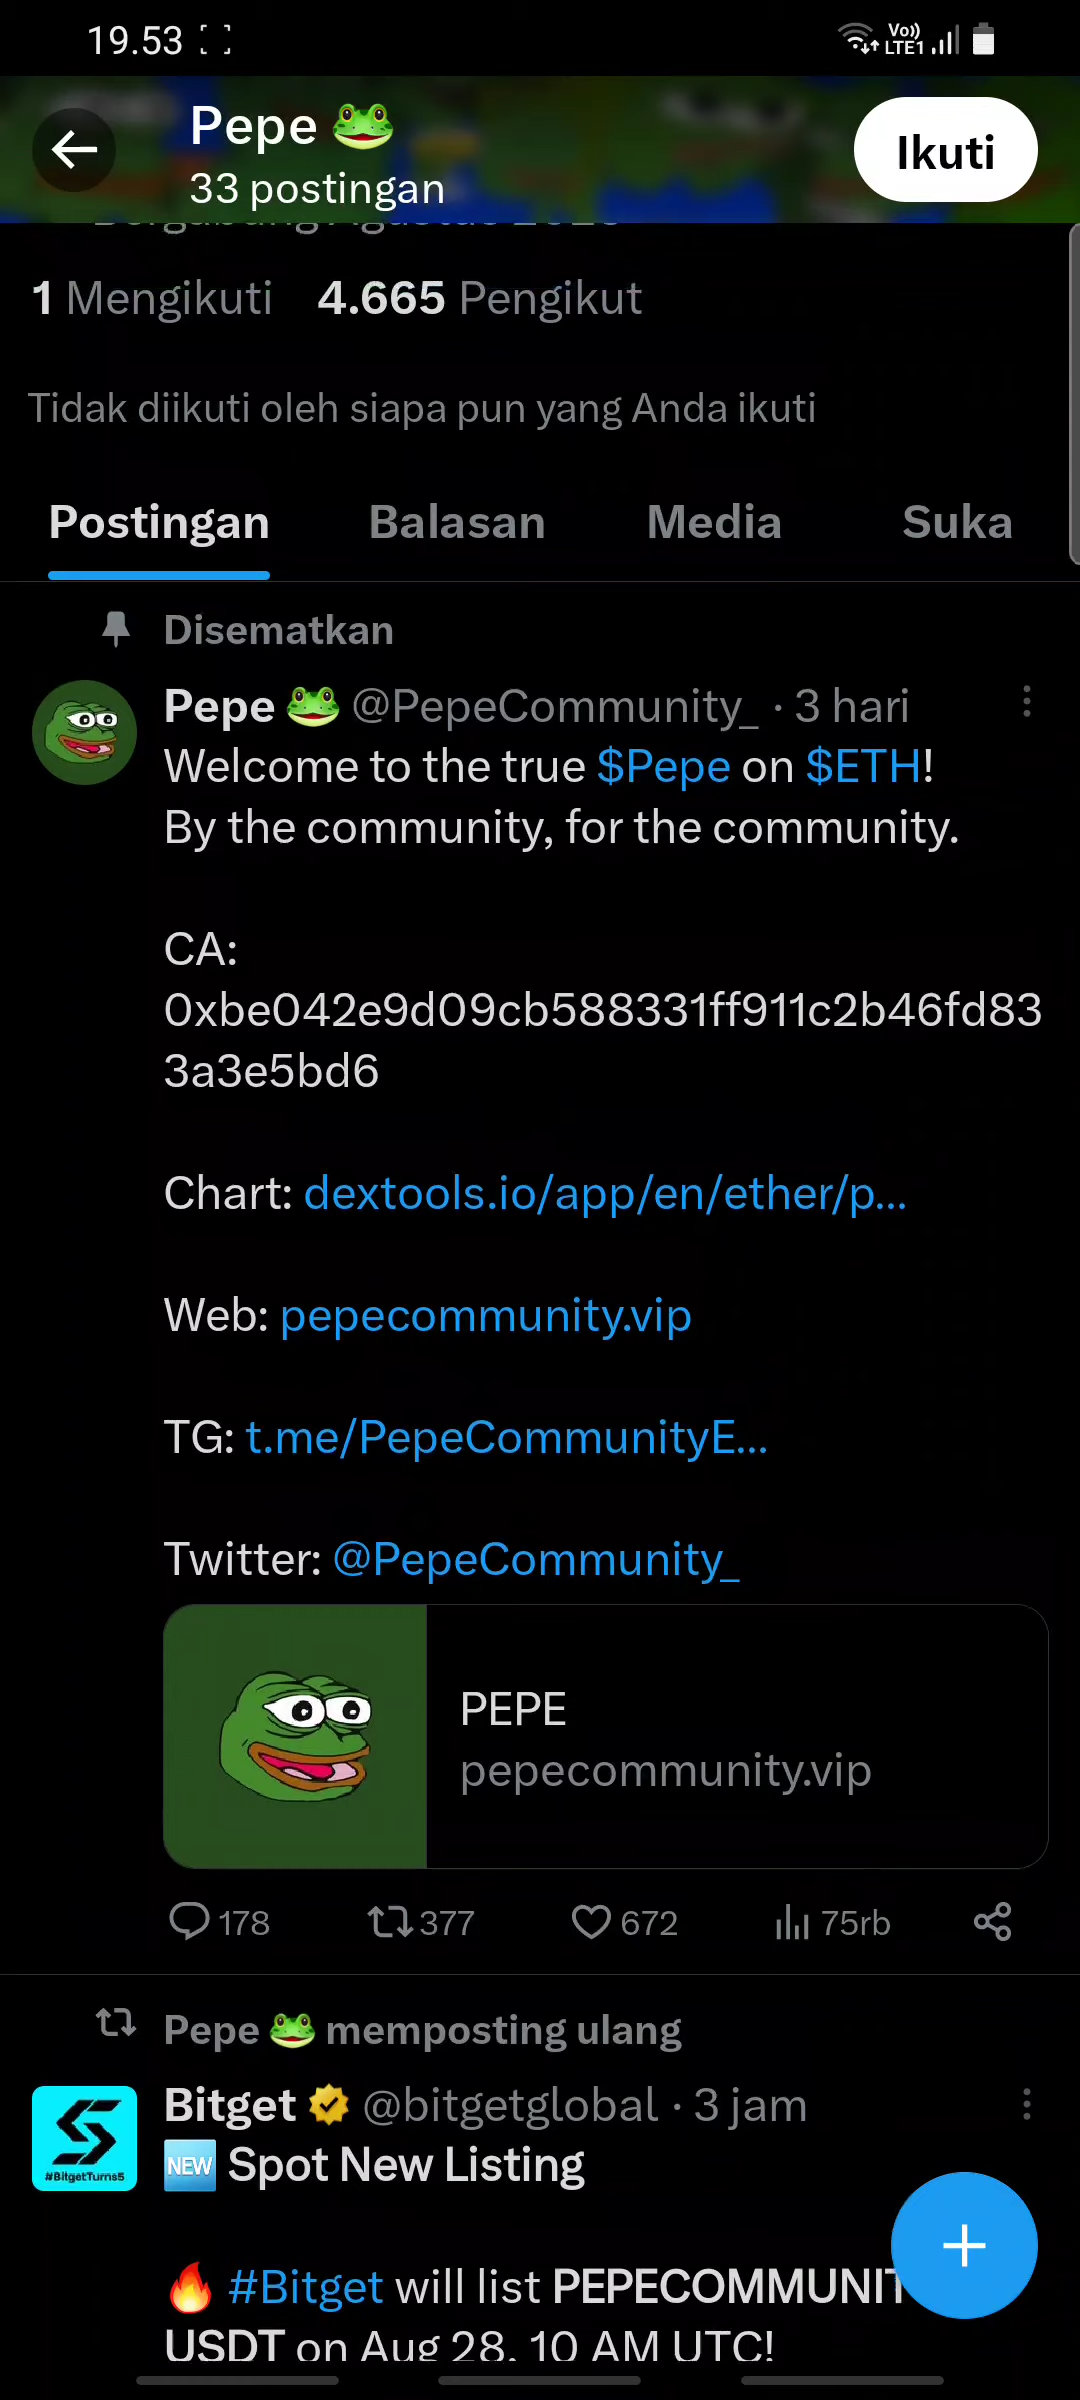 19.53
Vo))
LTE1
Pepe 🐸
33 postingan
Ikuti
1 Mengikuti 4.665 Pengikut
Tidak diikuti oleh siapa pun yang Anda ikuti
Postingan Balasan Media Suka
Disematkan
Pepe 🐸 @PepeCommunity_ · 3 hari
Welcome to the true $Pepe on $ETH!
By the community, for the community.
CA:
0xbe042e9d09cb588331ff911c2b46fd83
3a3e5bd6
Chart: dextools.io/app/en/ether/p...
Web: pepecommunity.vip
TG: t.me/PepeCommunityE...
Twitter: @PepeCommunity_
PEPE
pepecommunity.vip
178 377 672 75rb
Pepe 🐸 memposting ulang
Bitget @bitgetglobal · 3 jam
#BitgetTurns5
🆕 Spot New Listing
🔥 #Bitget will list PEPECOMMUNIT
USDT on Aug 28, 10 AM UTC!